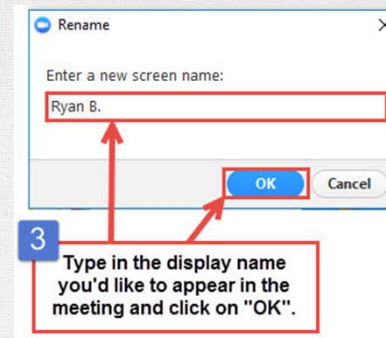 Rename
Enter a new screen name:
Ryan B.
OK
Cancel
3
Type in the display name
you'd like to appear in the
meeting and click on "OK".